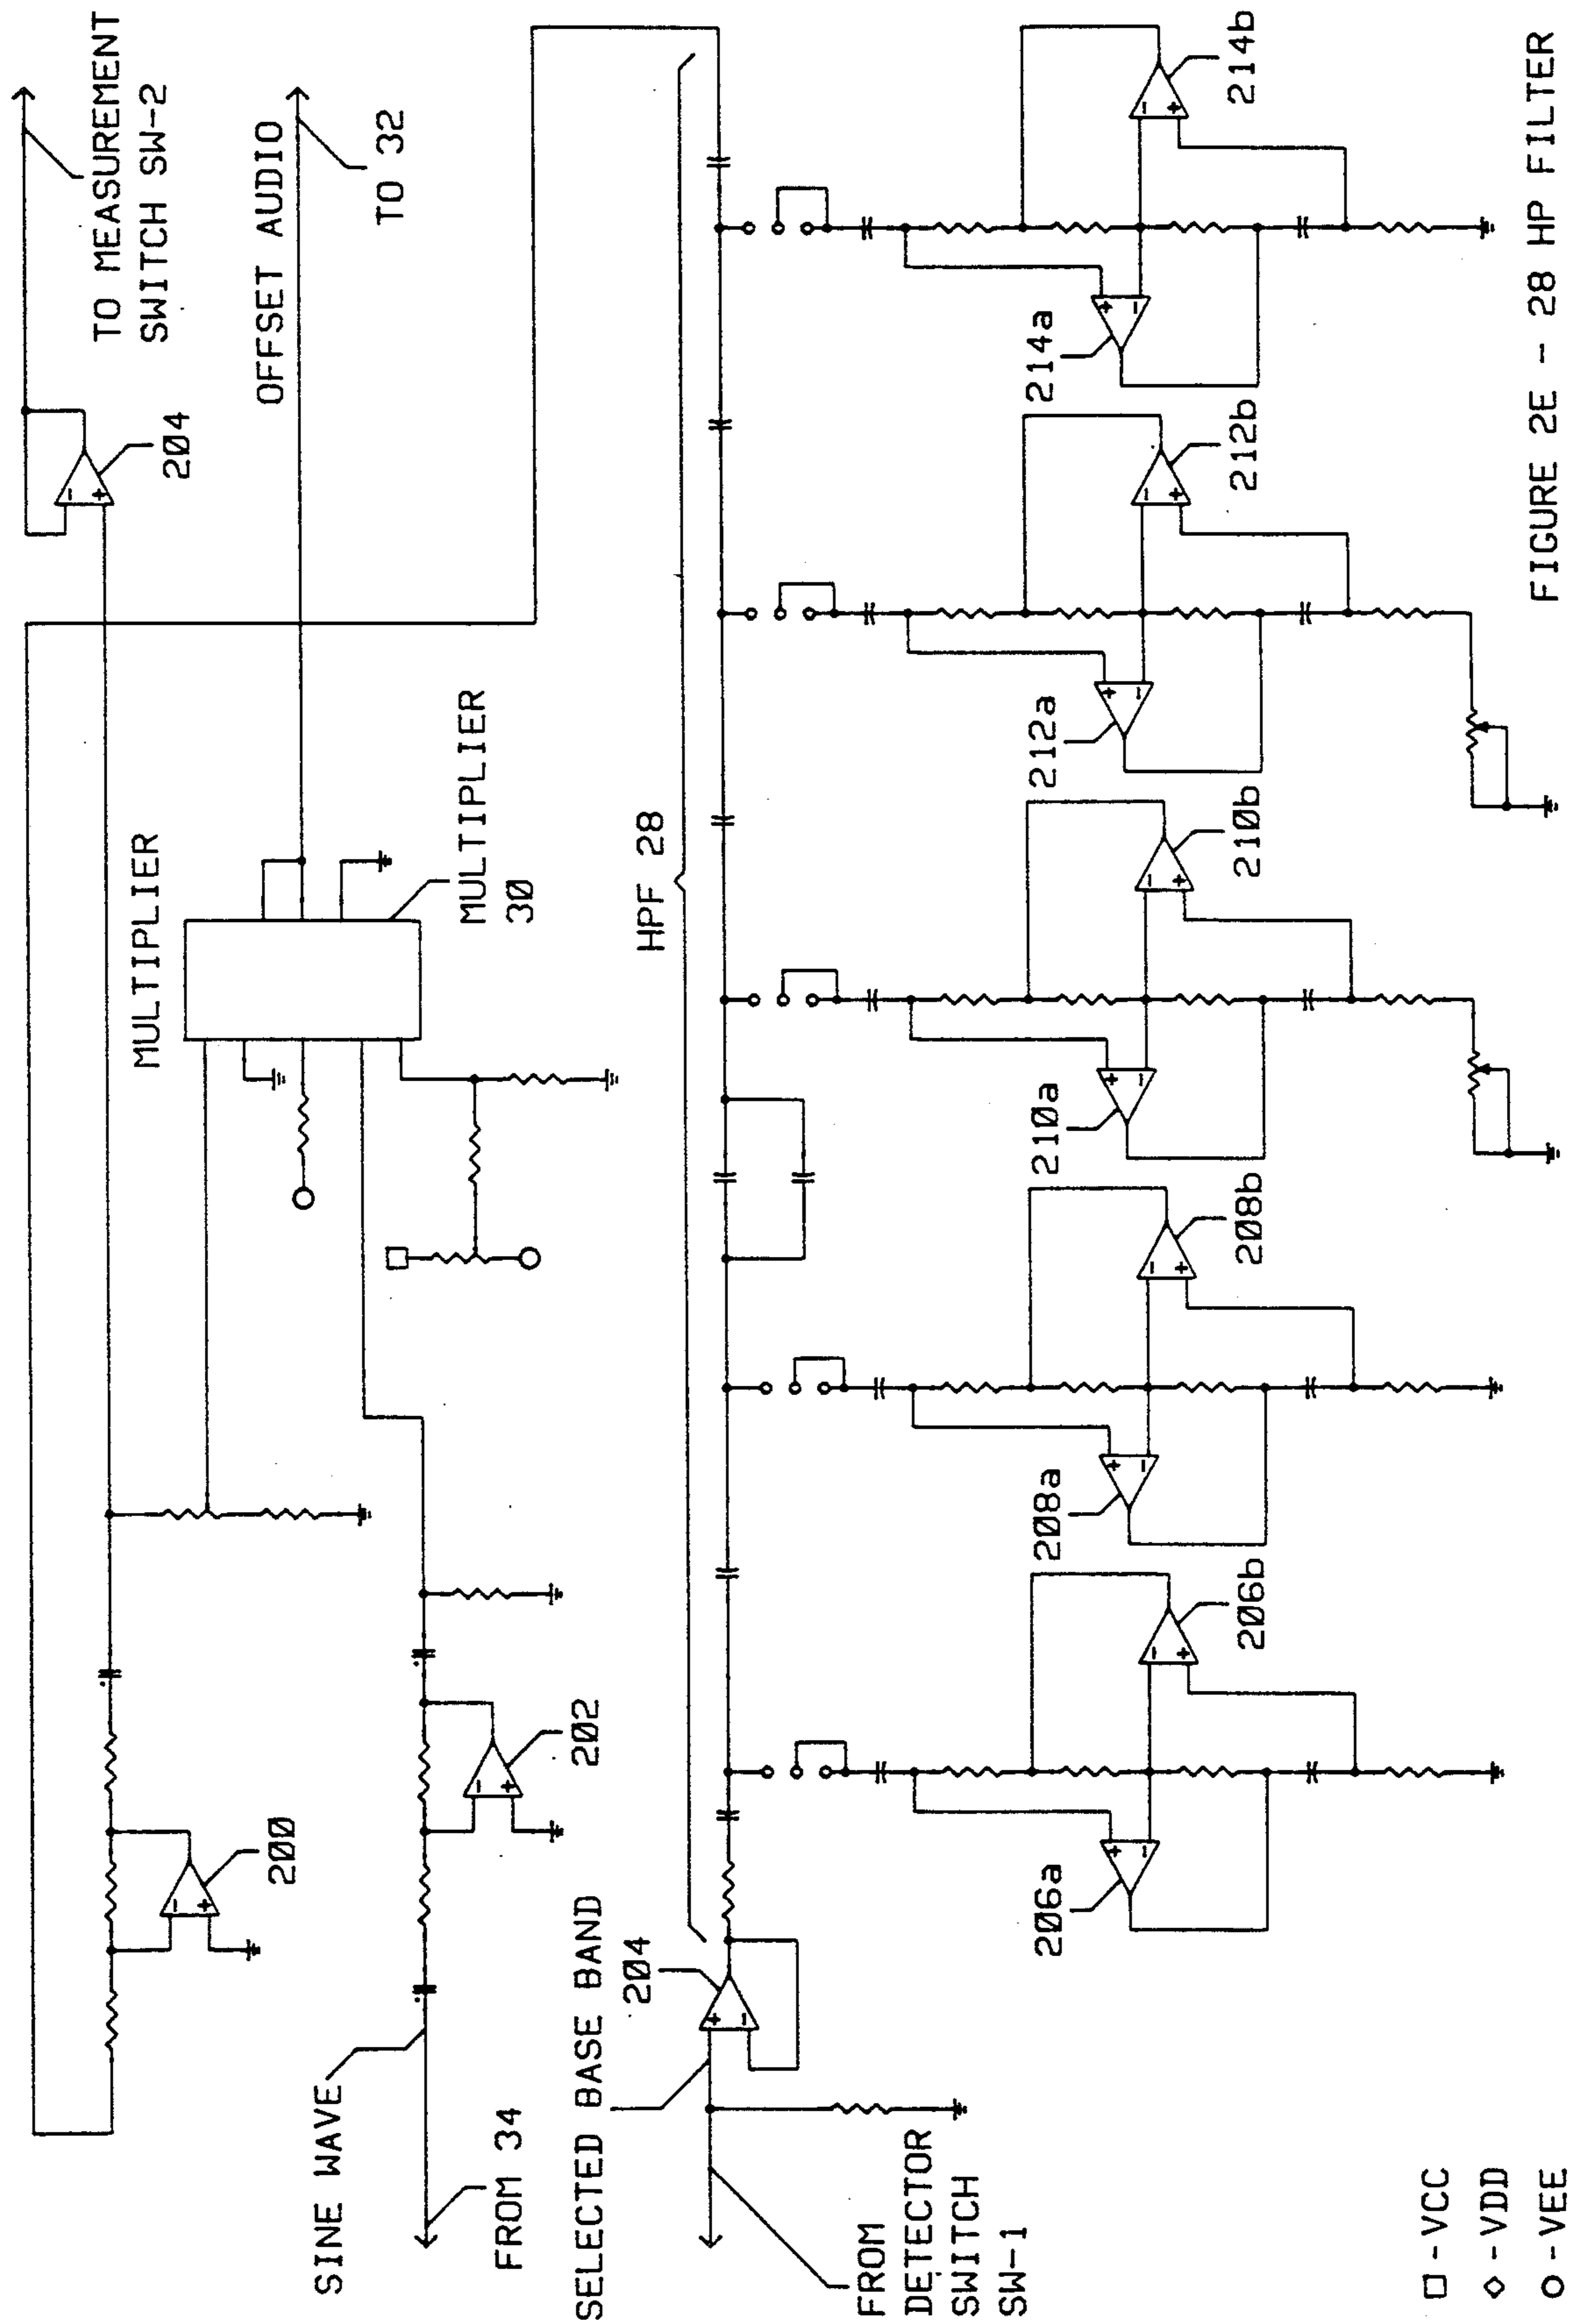 TO MEASUREMENT
SWITCH SW-2
204
OFFSET AUDIO
TO 32
MULTIPLIER
MULTIPLIER
30
200
SINE WAVE
202
FROM 34
HPF 28
SELECTED BASE BAND
204
FROM
DETECTOR
SWITCH
SW-1
206a
206b
208a
208b
210a
210b
212a
212b
214a
214b
- +
- +
- +
+ -
+ -
- +
+ -
- +
+ -
- +
+ -
- +
+ -
- +
- VCC
- VDD
- VEE
FIGURE 2E - 28 HP FILTER